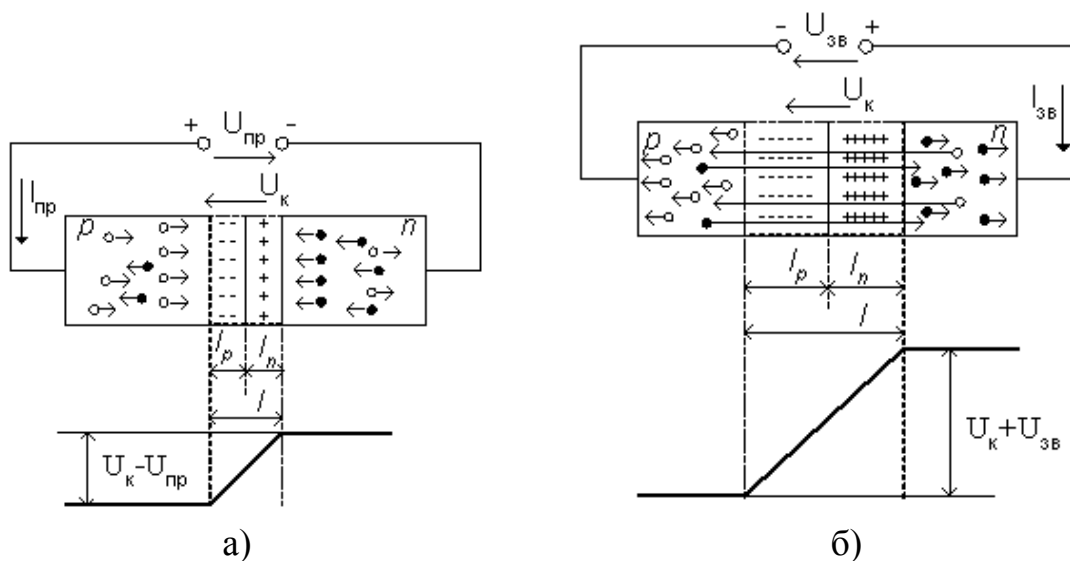 + Uпр -
Uк
Iпр
p -- + n
lp ln
l
Uк-Uпр
а)
- Uзв +
Uк
Iзв
p ------ +++++ n
lp ln
l
Uк+Uзв
б)